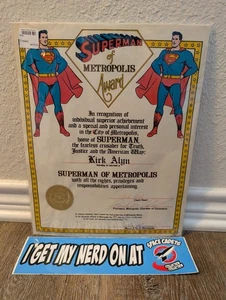 SUPERMAN
of
METROPOLIS
Award
In recognition of
individual superior achievement
and a special and personal interest
in the City of Metropolis,
home of SUPERMAN,
the fearless crusader for Truth,
Justice and the American Way:
Kirk Alyn
SUPERMAN OF METROPOLIS
with all the rights, privileges and
responsibilities appertaining.
I GET MY NERD ON AT
SPACE CADETS